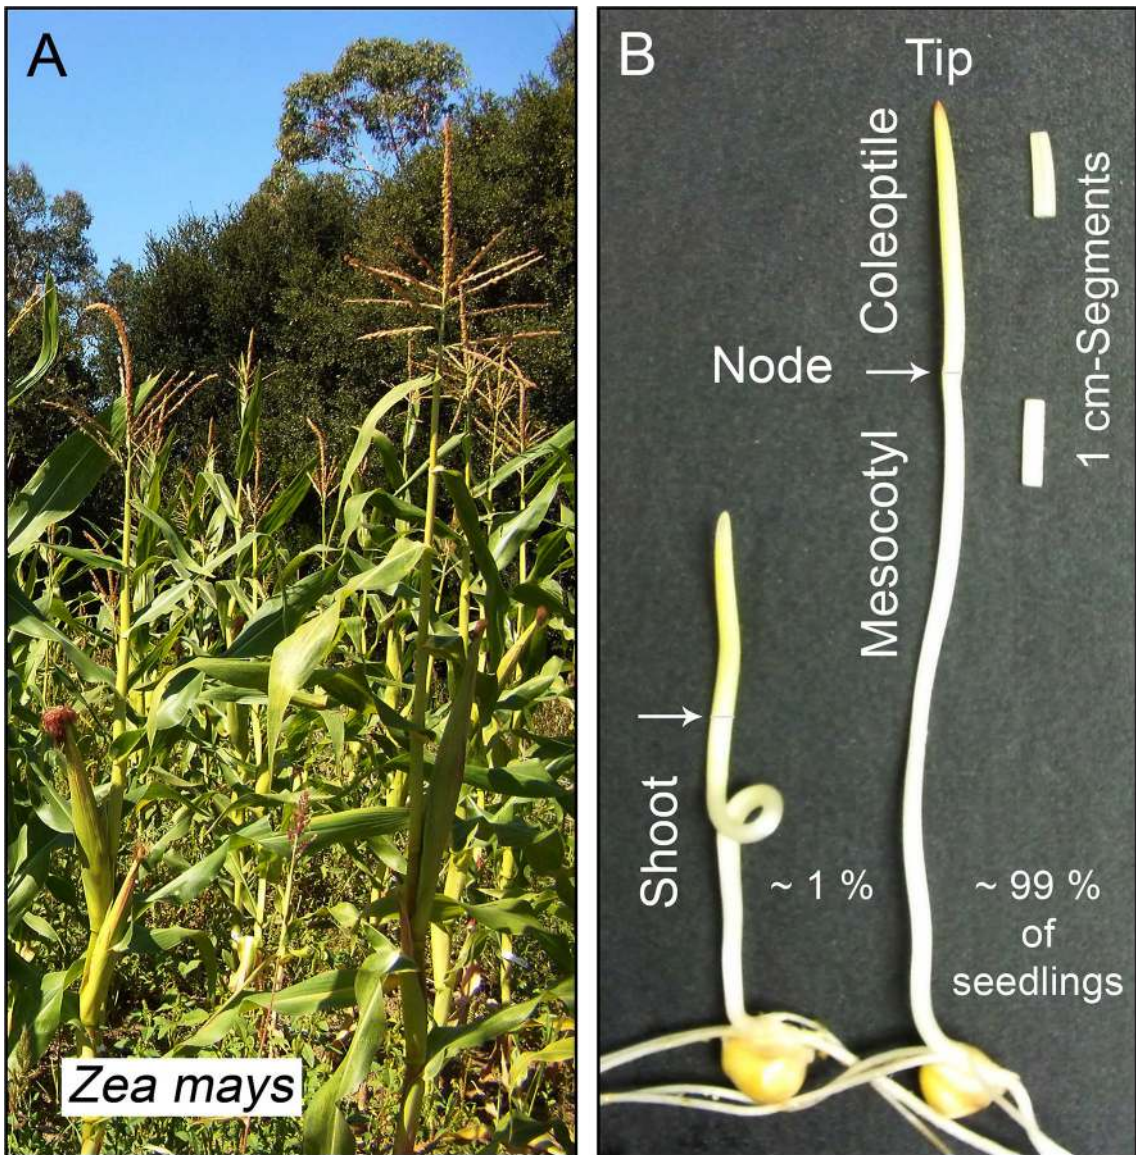 A
Zea mays
B
Tip
Coleoptile
1 cm-Segments
Node
Mesocotyl
Shoot
~ 1 %
~ 99 %
of
seedlings